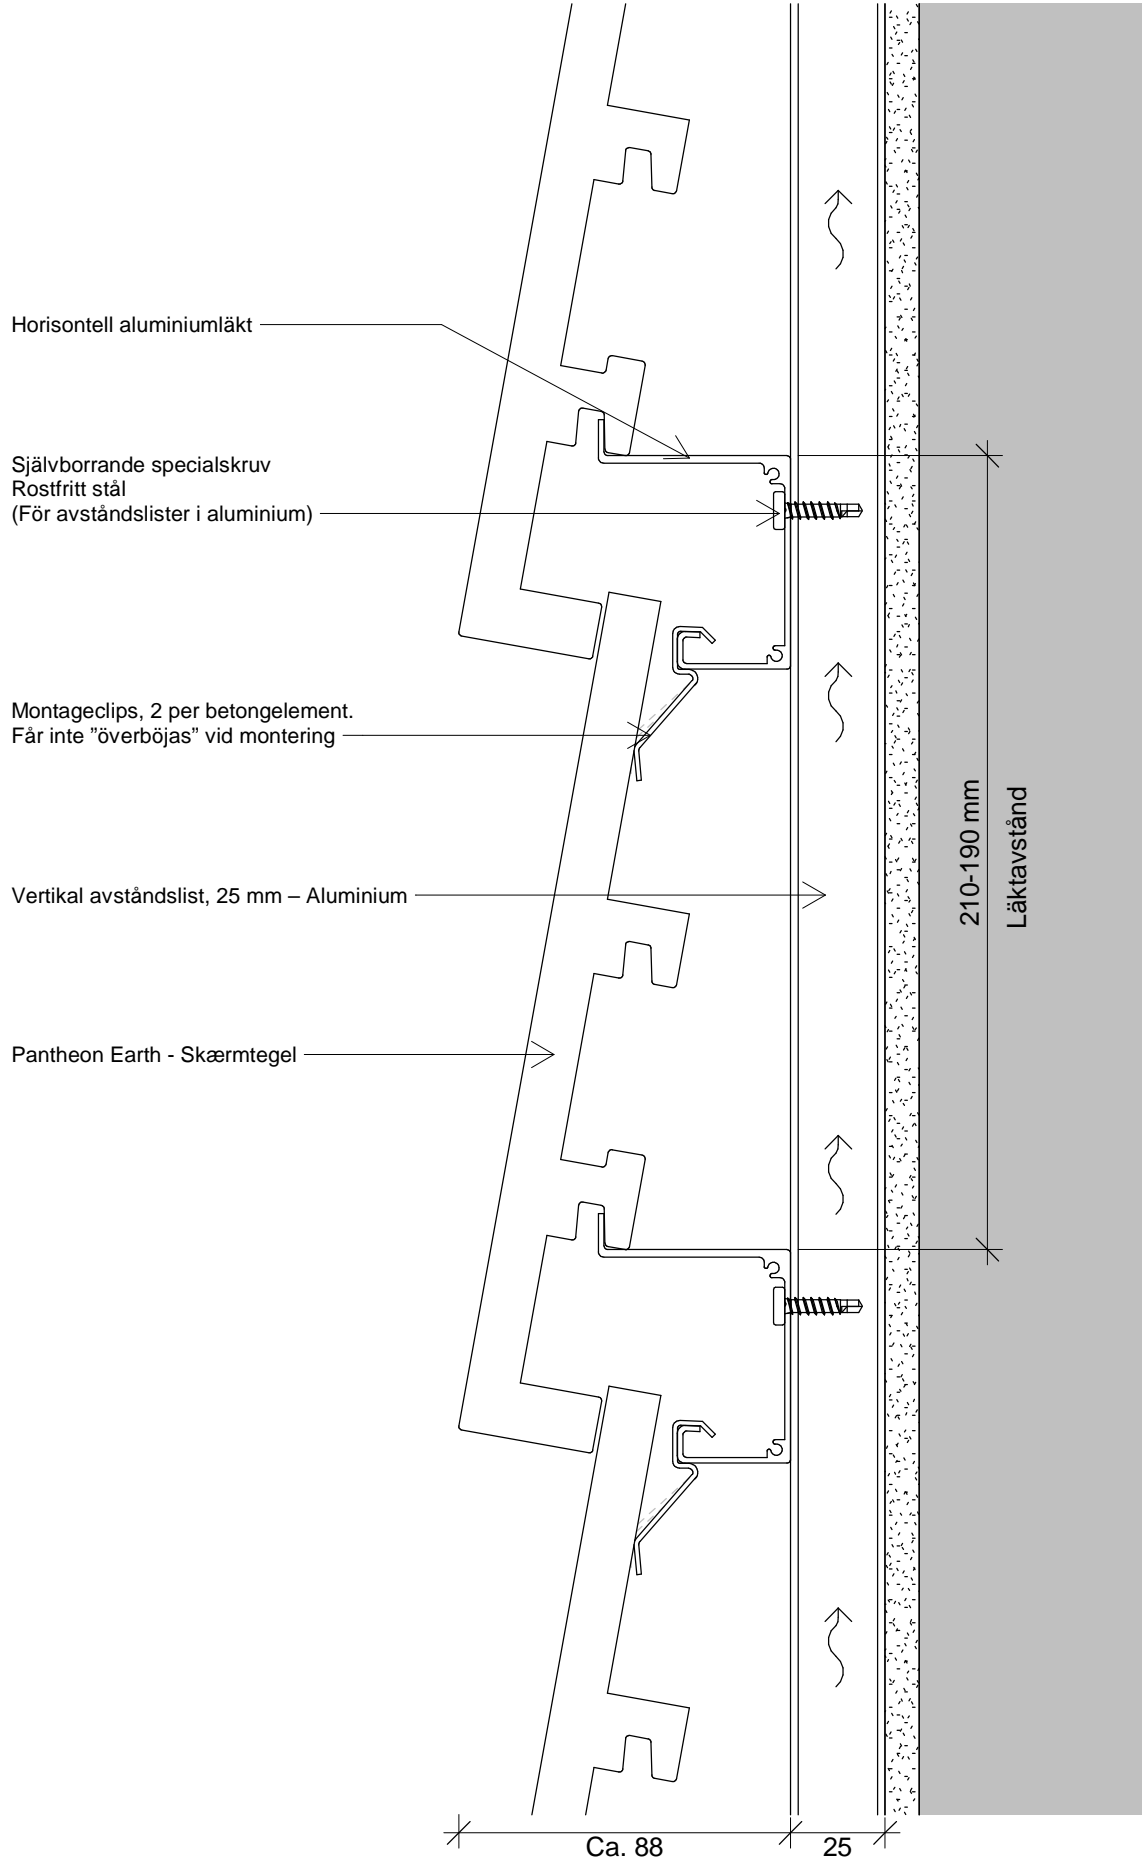 Horisontell aluminiumläkt
Självborrande specialskruv
Rostfritt stål
(För avståndslister i aluminium)
Montageclips, 2 per betongelement.
Får inte ”överböjas” vid montering
Vertikal avståndslist, 25 mm – Aluminium
Pantheon Earth - Skærmtegel
210-190 mm
Läktavstånd
Ca. 88
25